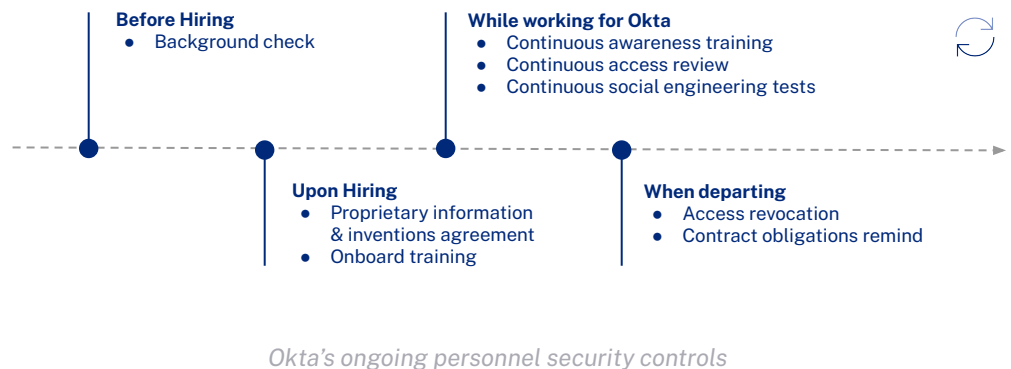 Before Hiring
● Background check
While working for Okta
● Continuous awareness training
● Continuous access review
● Continuous social engineering tests
Upon Hiring
● Proprietary information
& inventions agreement
● Onboard training
When departing
● Access revocation
● Contract obligations remind
Okta’s ongoing personnel security controls